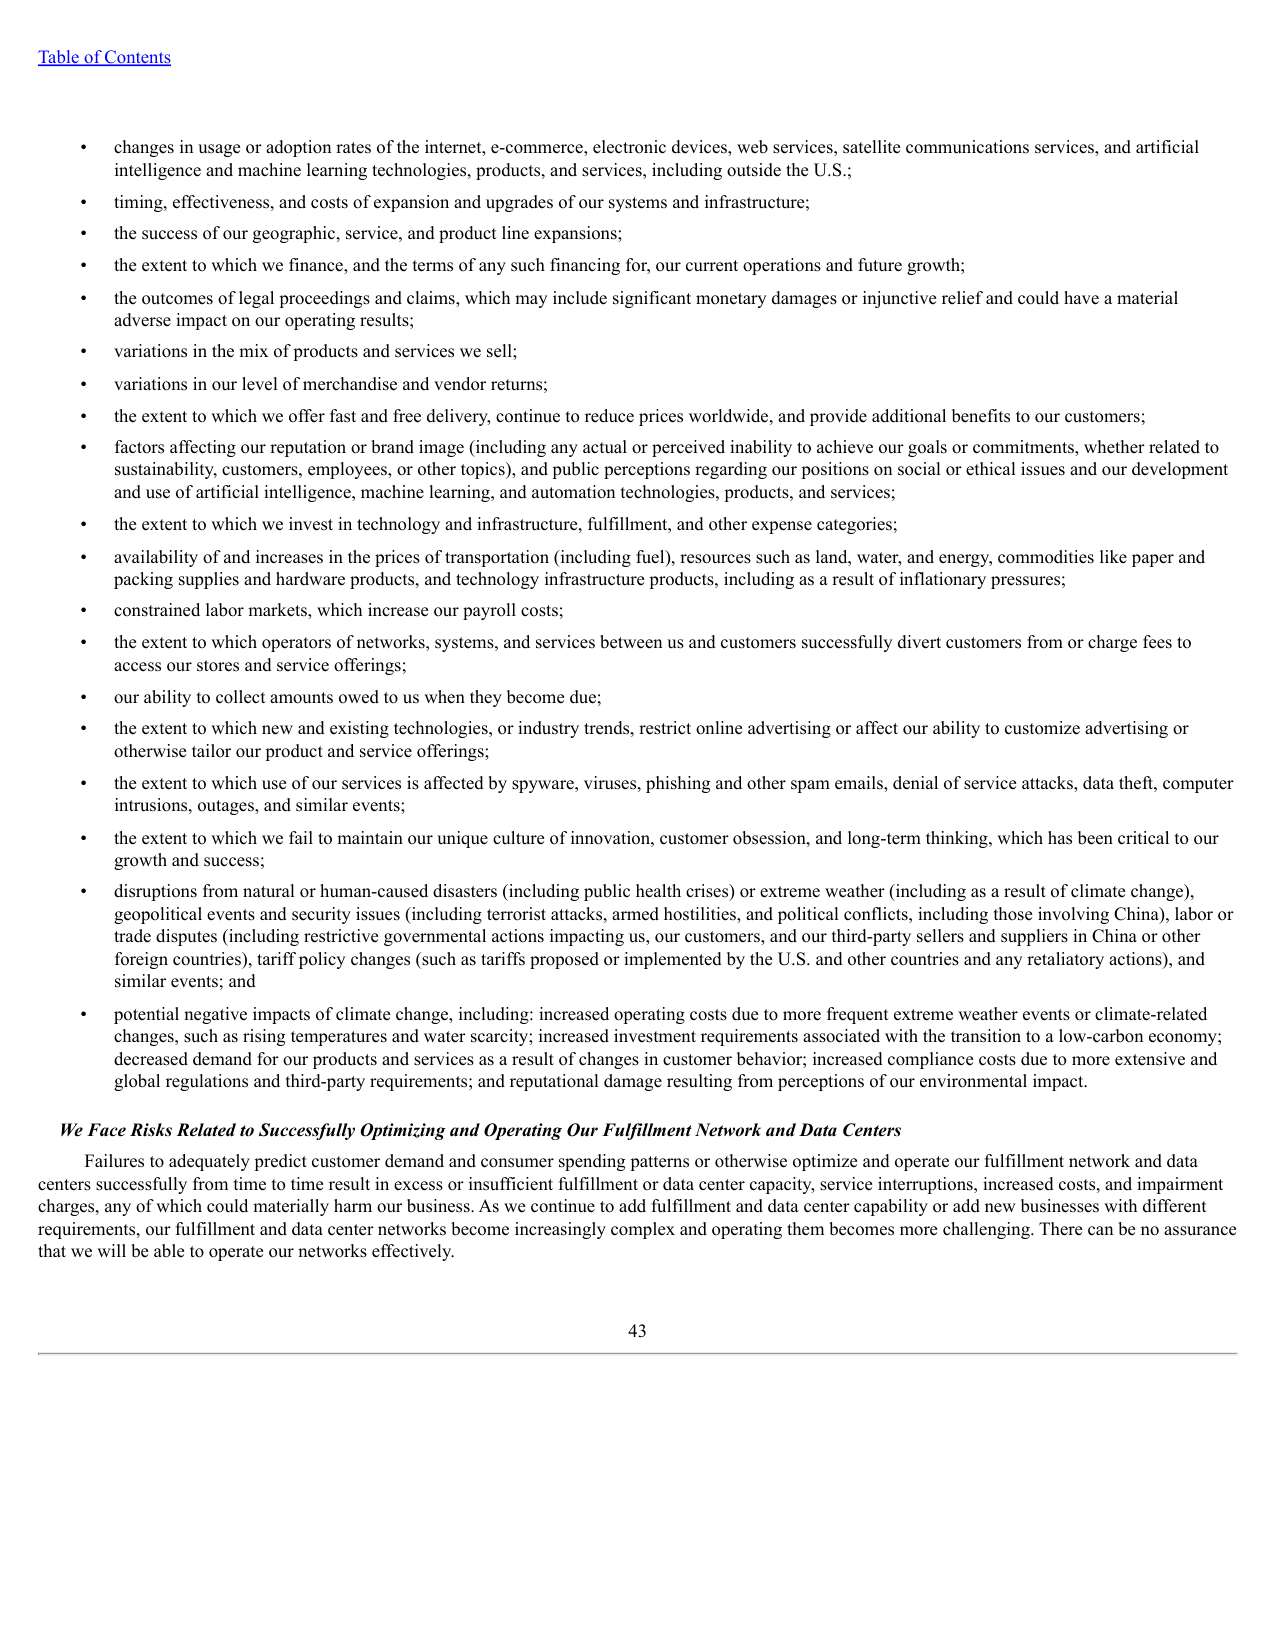 Table of Contents
• changes in usage or adoption rates of the internet, e-commerce, electronic devices, web services, satellite communications services, and artificial
intelligence and machine learning technologies, products, and services, including outside the U.S.;
• timing, effectiveness, and costs of expansion and upgrades of our systems and infrastructure;
• the success of our geographic, service, and product line expansions;
• the extent to which we finance, and the terms of any such financing for, our current operations and future growth;
• the outcomes of legal proceedings and claims, which may include significant monetary damages or injunctive relief and could have a material
adverse impact on our operating results;
• variations in the mix of products and services we sell;
• variations in our level of merchandise and vendor returns;
• the extent to which we offer fast and free delivery, continue to reduce prices worldwide, and provide additional benefits to our customers;
• factors affecting our reputation or brand image (including any actual or perceived inability to achieve our goals or commitments, whether related to
sustainability, customers, employees, or other topics), and public perceptions regarding our positions on social or ethical issues and our development
and use of artificial intelligence, machine learning, and automation technologies, products, and services;
• the extent to which we invest in technology and infrastructure, fulfillment, and other expense categories;
• availability of and increases in the prices of transportation (including fuel), resources such as land, water, and energy, commodities like paper and
packing supplies and hardware products, and technology infrastructure products, including as a result of inflationary pressures;
• constrained labor markets, which increase our payroll costs;
• the extent to which operators of networks, systems, and services between us and customers successfully divert customers from or charge fees to
access our stores and service offerings;
• our ability to collect amounts owed to us when they become due;
• the extent to which new and existing technologies, or industry trends, restrict online advertising or affect our ability to customize advertising or
otherwise tailor our product and service offerings;
• the extent to which use of our services is affected by spyware, viruses, phishing and other spam emails, denial of service attacks, data theft, computer
intrusions, outages, and similar events;
• the extent to which we fail to maintain our unique culture of innovation, customer obsession, and long-term thinking, which has been critical to our
growth and success;
• disruptions from natural or human-caused disasters (including public health crises) or extreme weather (including as a result of climate change),
geopolitical events and security issues (including terrorist attacks, armed hostilities, and political conflicts, including those involving China), labor or
trade disputes (including restrictive governmental actions impacting us, our customers, and our third-party sellers and suppliers in China or other
foreign countries), tariff policy changes (such as tariffs proposed or implemented by the U.S. and other countries and any retaliatory actions), and
similar events; and
• potential negative impacts of climate change, including: increased operating costs due to more frequent extreme weather events or climate-related
changes, such as rising temperatures and water scarcity; increased investment requirements associated with the transition to a low-carbon economy;
decreased demand for our products and services as a result of changes in customer behavior; increased compliance costs due to more extensive and
global regulations and third-party requirements; and reputational damage resulting from perceptions of our environmental impact.
We Face Risks Related to Successfully Optimizing and Operating Our Fulfillment Network and Data Centers
Failures to adequately predict customer demand and consumer spending patterns or otherwise optimize and operate our fulfillment network and data
centers successfully from time to time result in excess or insufficient fulfillment or data center capacity, service interruptions, increased costs, and impairment
charges, any of which could materially harm our business. As we continue to add fulfillment and data center capability or add new businesses with different
requirements, our fulfillment and data center networks become increasingly complex and operating them becomes more challenging. There can be no assurance
that we will be able to operate our networks effectively.
43